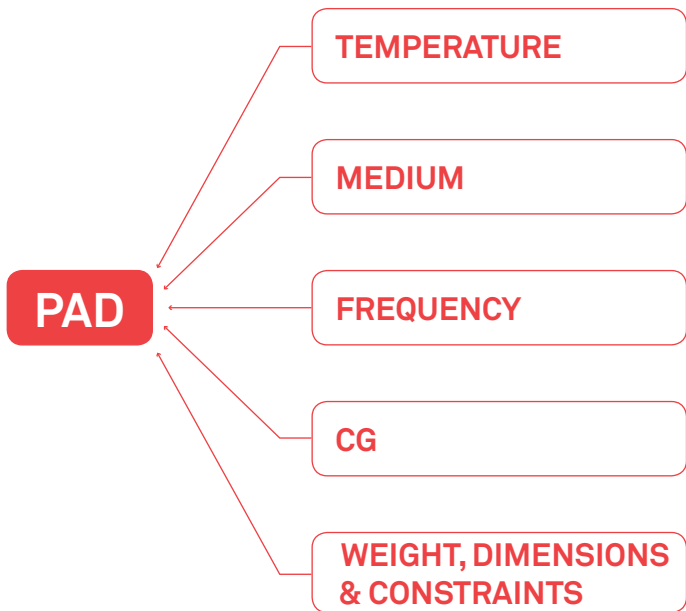 TEMPERATURE
MEDIUM
PAD
FREQUENCY
CG
WEIGHT, DIMENSIONS
& CONSTRAINTS